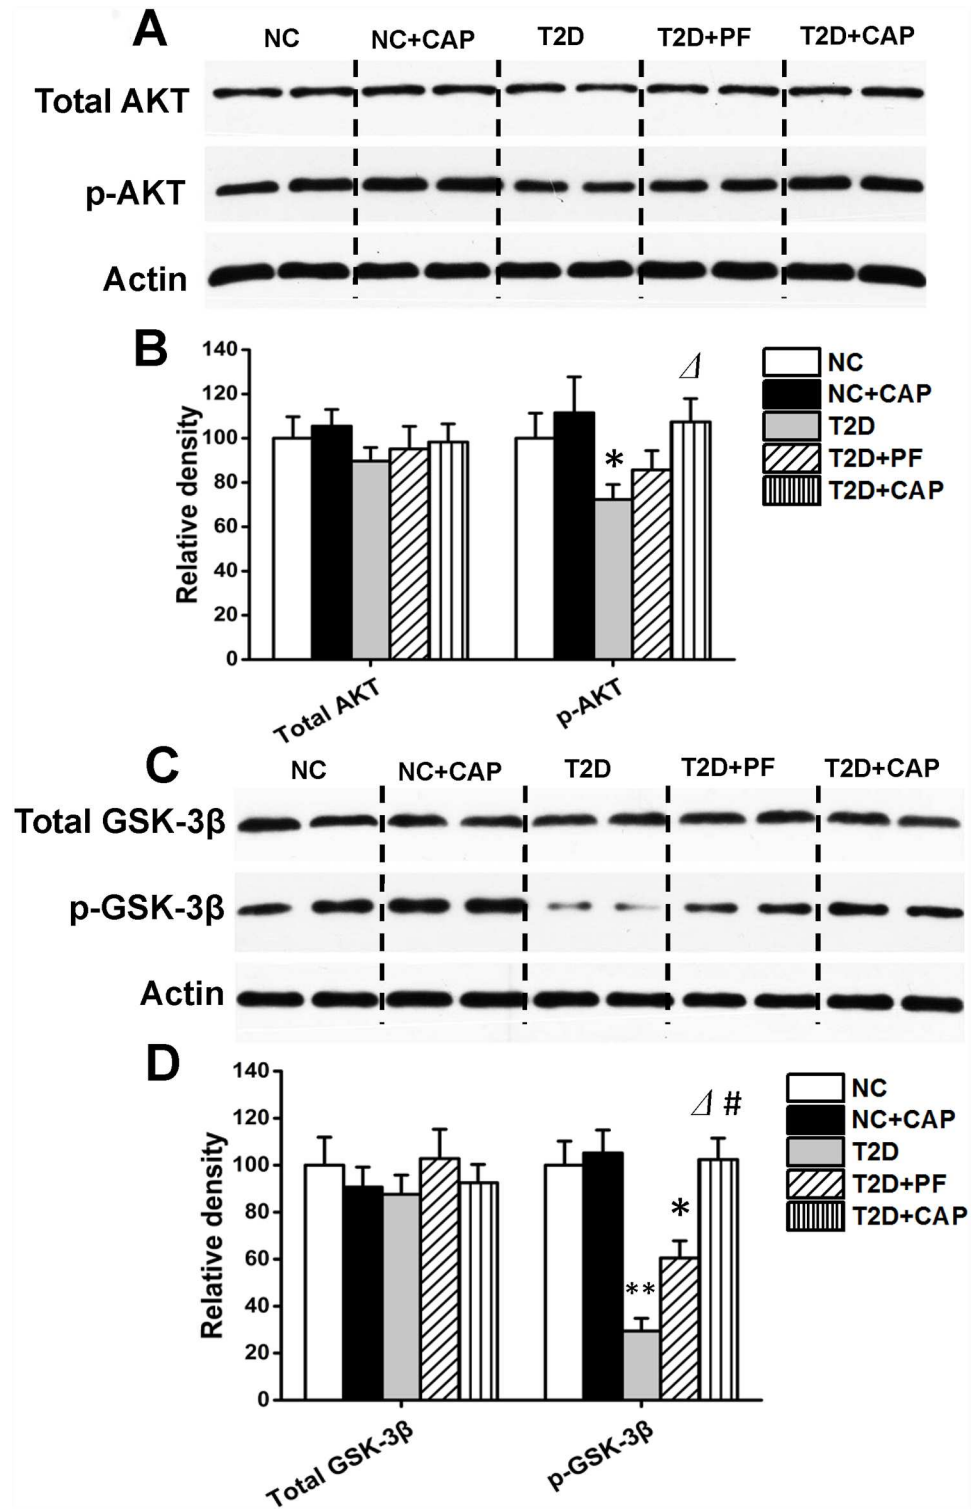 A
NC NC+CAP T2D T2D+PF T2D+CAP
Total AKT
p-AKT
Actin
B
140
120
100
80
60
40
20
0
Relative density
* Δ
Total AKT p-AKT
NC
NC+CAP
T2D
T2D+PF
T2D+CAP
C
NC NC+CAP T2D T2D+PF T2D+CAP
Total GSK-3β
p-GSK-3β
Actin
D
140
120
100
80
60
40
20
0
Relative density
Δ #
*
**
Total GSK-3β p-GSK-3β
NC
NC+CAP
T2D
T2D+PF
T2D+CAP